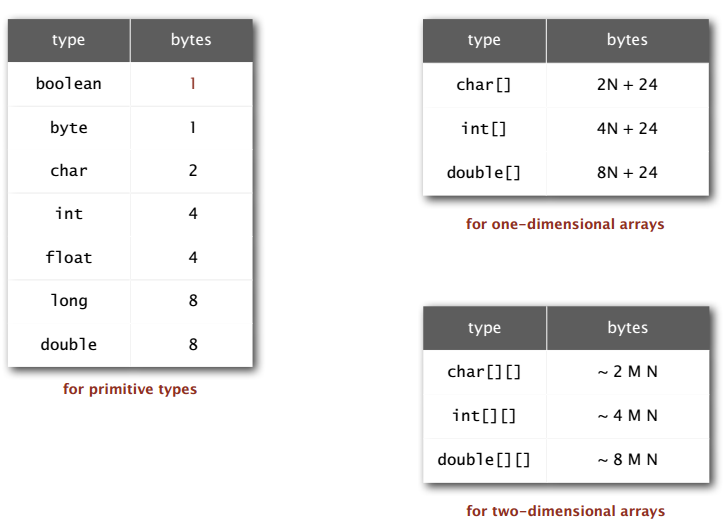 type bytes
boolean 1
byte 1
char 2
int 4
float 4
long 8
double 8
for primitive types
type bytes
char[] 2N + 24
int[] 4N + 24
double[] 8N + 24
for one-dimensional arrays
type bytes
char[][] ~ 2 M N
int[][] ~ 4 M N
double[][] ~ 8 M N
for two-dimensional arrays